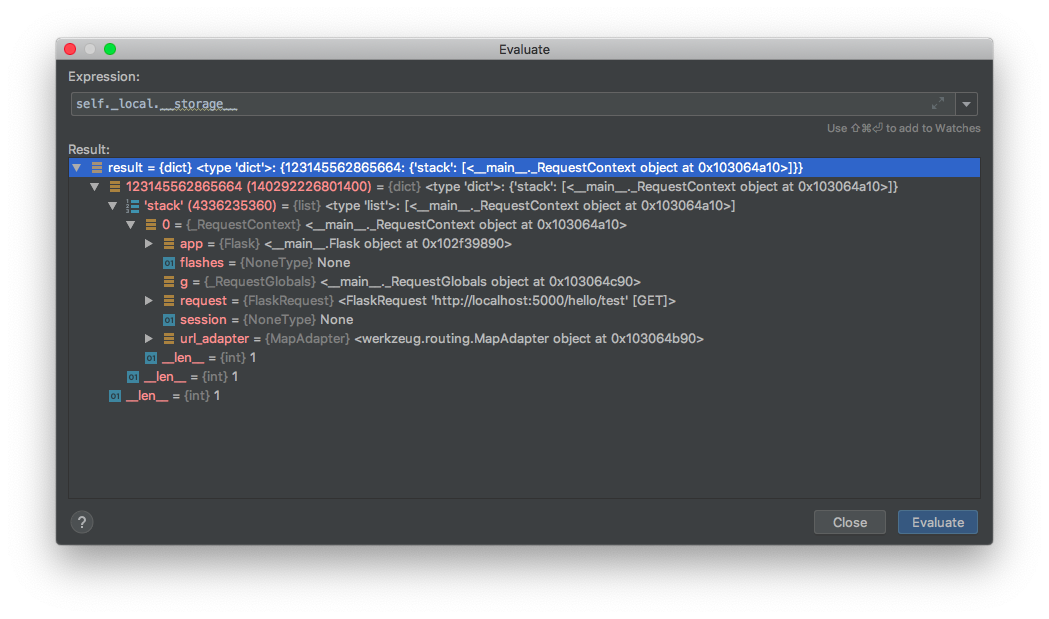 Evaluate
Expression:
self._local.__storage__
Use ⇧⌘⏎ to add to Watches
Result:
result = {dict} <type 'dict'>: {123145562865664: {'stack': [<__main__._RequestContext object at 0x103064a10>]}}
123145562865664 (140292226801400) = {dict} <type 'dict'>: {'stack': [<__main__._RequestContext object at 0x103064a10>]}
'stack' (4336235360) = {list} <type 'list'>: [<__main__._RequestContext object at 0x103064a10>]
0 = {_RequestContext} <__main__._RequestContext object at 0x103064a10>
app = {Flask} <__main__.Flask object at 0x102f39890>
01 flashes = {NoneType} None
g = {_RequestGlobals} <__main__._RequestGlobals object at 0x103064c90>
request = {FlaskRequest} <FlaskRequest 'http://localhost:5000/hello/test' [GET]>
01 session = {NoneType} None
url_adapter = {MapAdapter} <werkzeug.routing.MapAdapter object at 0x103064b90>
01 __len__ = {int} 1
01 __len__ = {int} 1
01 __len__ = {int} 1
?
Close
Evaluate